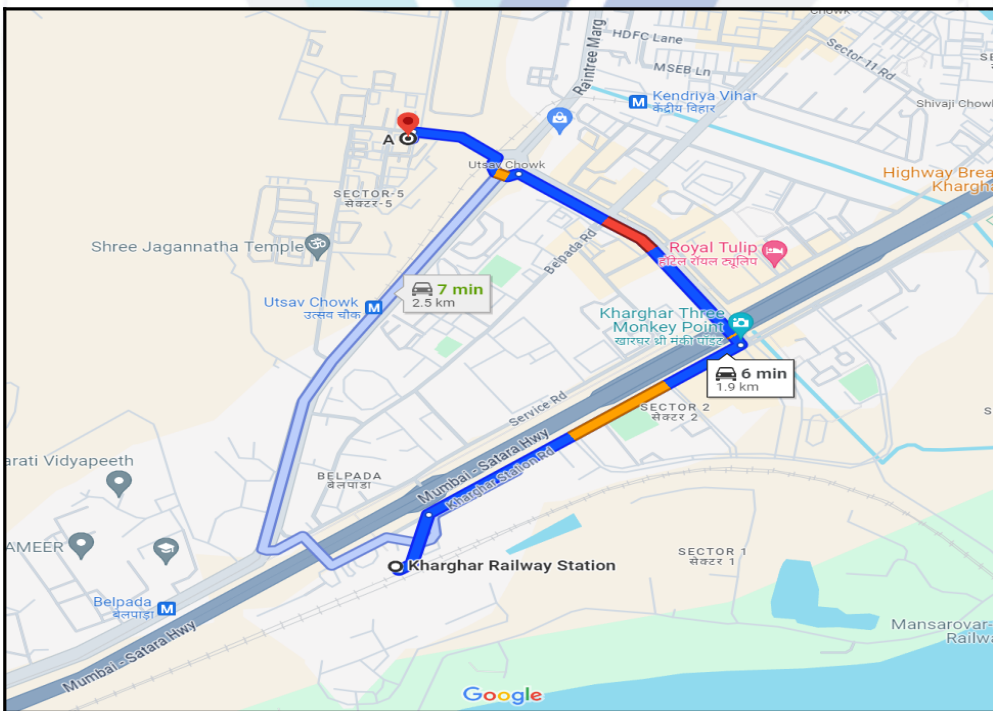 Chowk
HDFC Lane
Raintree Marg
Sector-11 Rd
MSEB Ln
Kendriya Vihar
केंद्रीय विहार
Shivaji Chowk
A
Utsav Chowk
Highway Brea
Khargha
SECTOR-5
सेक्टर-5
Belpada Rd
Shree Jagannatha Temple
Royal Tulip
हॉटेल रॉयल ट्यूलिप
7 min
2.5 km
Utsav Chowk
उत्सव चौक
Kharghar Three
Monkey Point
खारघर थ्री मंकी पॉइंट
6 min
1.9 km
Service Rd
SECTOR 2
सेक्टर 2
arati Vidyapeeth
BELPADA
बेलपाडा
Mumbai - Satara Hwy
Kharghar Station Rd
AMEER
Kharghar Railway Station
SECTOR 1
सेक्टर 1
Belpada
बेलपाडा
Mansarovar-
Railwa
Mumbai - Satara Hwy
Google